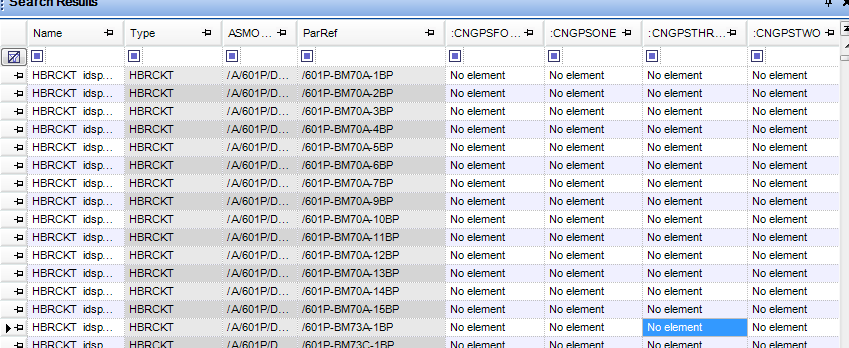 Search Results
Name Type ASMO... ParRef :CNGPSFO... :CNGPSONE :CNGPSTHR... :CNGPSTWO
HBRCKT idsp... HBRCKT /A/601P/D... /601P-BM70A-1BP No element No element No element No element
HBRCKT idsp... HBRCKT /A/601P/D... /601P-BM70A-2BP No element No element No element No element
HBRCKT idsp... HBRCKT /A/601P/D... /601P-BM70A-3BP No element No element No element No element
HBRCKT idsp... HBRCKT /A/601P/D... /601P-BM70A-4BP No element No element No element No element
HBRCKT idsp... HBRCKT /A/601P/D... /601P-BM70A-5BP No element No element No element No element
HBRCKT idsp... HBRCKT /A/601P/D... /601P-BM70A-6BP No element No element No element No element
HBRCKT idsp... HBRCKT /A/601P/D... /601P-BM70A-7BP No element No element No element No element
HBRCKT idsp... HBRCKT /A/601P/D... /601P-BM70A-9BP No element No element No element No element
HBRCKT idsp... HBRCKT /A/601P/D... /601P-BM70A-10BP No element No element No element No element
HBRCKT idsp... HBRCKT /A/601P/D... /601P-BM70A-11BP No element No element No element No element
HBRCKT idsp... HBRCKT /A/601P/D... /601P-BM70A-12BP No element No element No element No element
HBRCKT idsp... HBRCKT /A/601P/D... /601P-BM70A-13BP No element No element No element No element
HBRCKT idsp... HBRCKT /A/601P/D... /601P-BM70A-14BP No element No element No element No element
HBRCKT idsp... HBRCKT /A/601P/D... /601P-BM70A-15BP No element No element No element No element
HBRCKT idsp... HBRCKT /A/601P/D... /601P-BM73A-1BP No element No element No element No element
HBRCKT idsp... HBRCKT /A/601P/D... /601P-BM73C-1BP No element No element No element No element